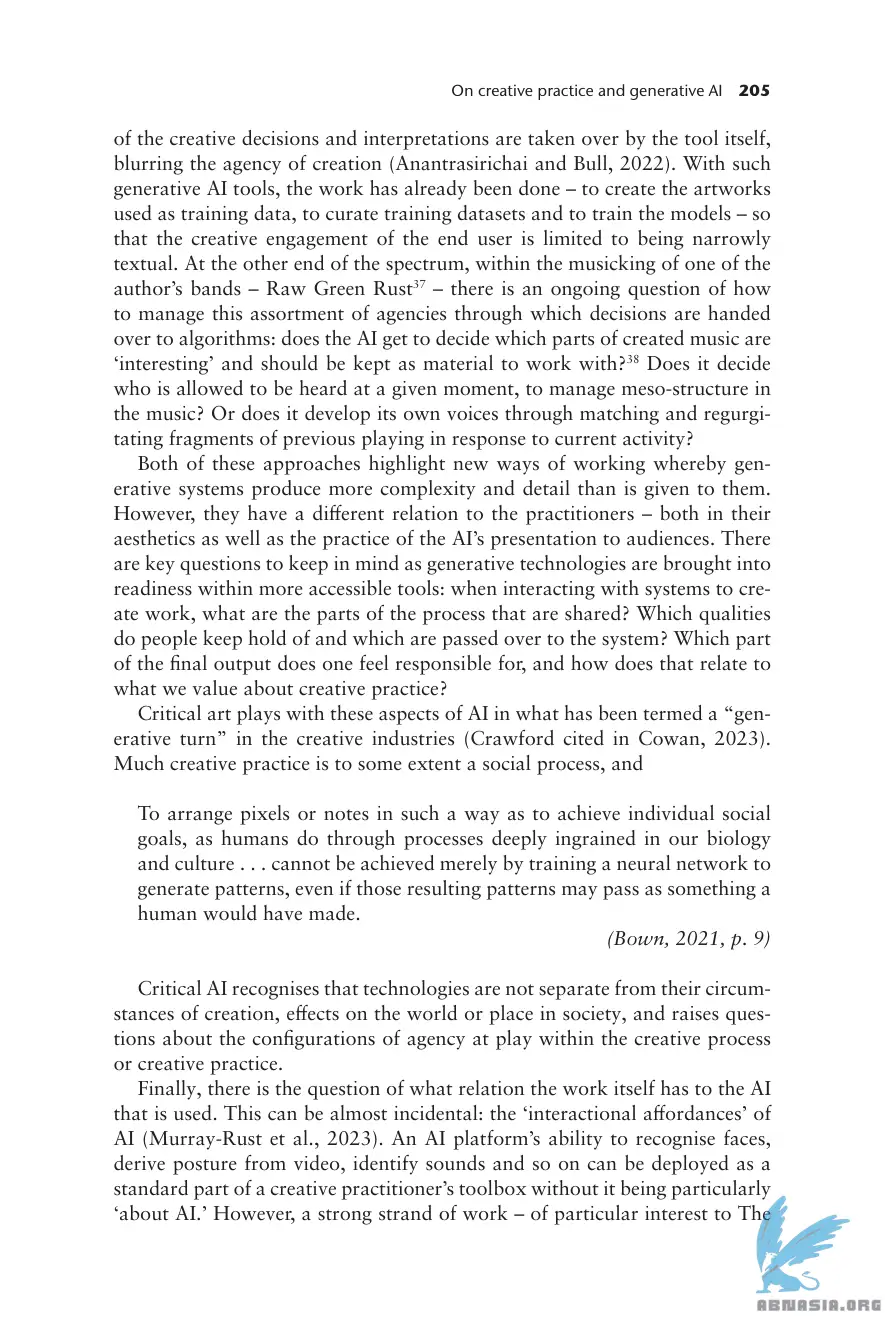 On creative practice and generative AI 205
of the creative decisions and interpretations are taken over by the tool itself,
blurring the agency of creation (Anantrasirichai and Bull, 2022). With such
generative AI tools, the work has already been done – to create the artworks
used as training data, to curate training datasets and to train the models – so
that the creative engagement of the end user is limited to being narrowly
textual. At the other end of the spectrum, within the musicking of one of the
author’s bands – Raw Green Rust³⁷ – there is an ongoing question of how
to manage this assortment of agencies through which decisions are handed
over to algorithms: does the AI get to decide which parts of created music are
‘interesting’ and should be kept as material to work with?³⁸ Does it decide
who is allowed to be heard at a given moment, to manage meso-structure in
the music? Or does it develop its own voices through matching and regurgi-
tating fragments of previous playing in response to current activity?
Both of these approaches highlight new ways of working whereby gen-
erative systems produce more complexity and detail than is given to them.
However, they have a different relation to the practitioners – both in their
aesthetics as well as the practice of the AI’s presentation to audiences. There
are key questions to keep in mind as generative technologies are brought into
readiness within more accessible tools: when interacting with systems to cre-
ate work, what are the parts of the process that are shared? Which qualities
do people keep hold of and which are passed over to the system? Which part
of the final output does one feel responsible for, and how does that relate to
what we value about creative practice?
Critical art plays with these aspects of AI in what has been termed a “gen-
erative turn” in the creative industries (Crawford cited in Cowan, 2023).
Much creative practice is to some extent a social process, and
To arrange pixels or notes in such a way as to achieve individual social
goals, as humans do through processes deeply ingrained in our biology
and culture . . . cannot be achieved merely by training a neural network to
generate patterns, even if those resulting patterns may pass as something a
human would have made.
(Bown, 2021, p. 9)
Critical AI recognises that technologies are not separate from their circum-
stances of creation, effects on the world or place in society, and raises ques-
tions about the configurations of agency at play within the creative process
or creative practice.
Finally, there is the question of what relation the work itself has to the AI
that is used. This can be almost incidental: the ‘interactional affordances’ of
AI (Murray-Rust et al., 2023). An AI platform’s ability to recognise faces,
derive posture from video, identify sounds and so on can be deployed as a
standard part of a creative practitioner’s toolbox without it being particularly
‘about AI.’ However, a strong strand of work – of particular interest to The
ABNASIA.ORG